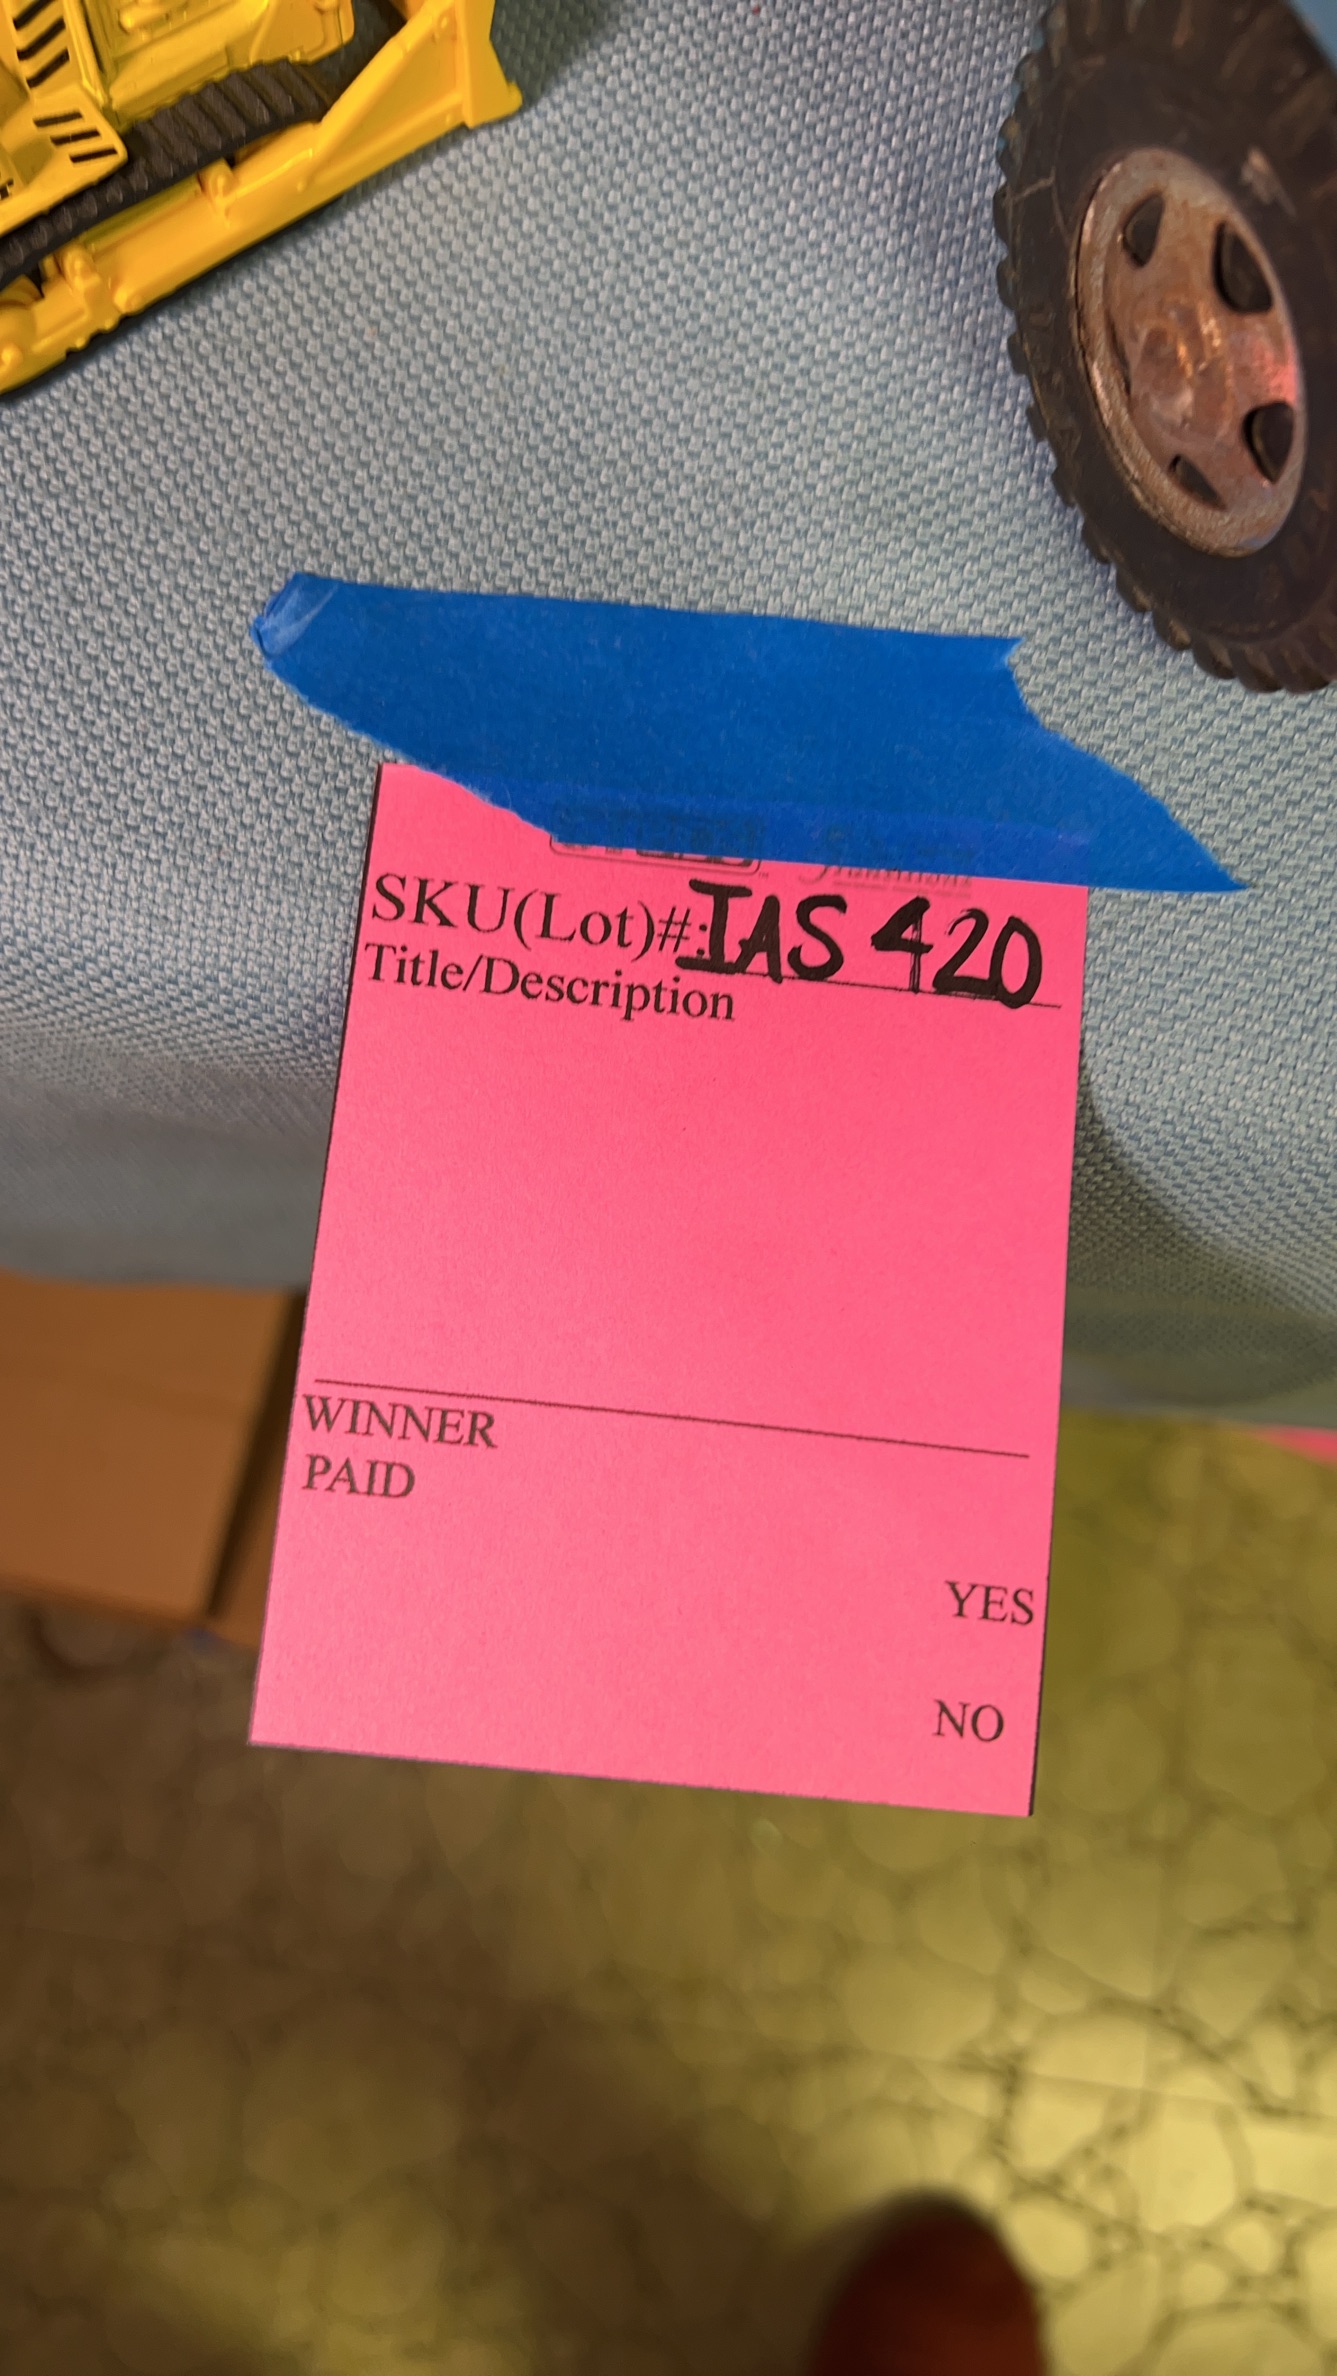 SKU(Lot)#: IAS 420
Title/Description
WINNER
PAID
YES
NO